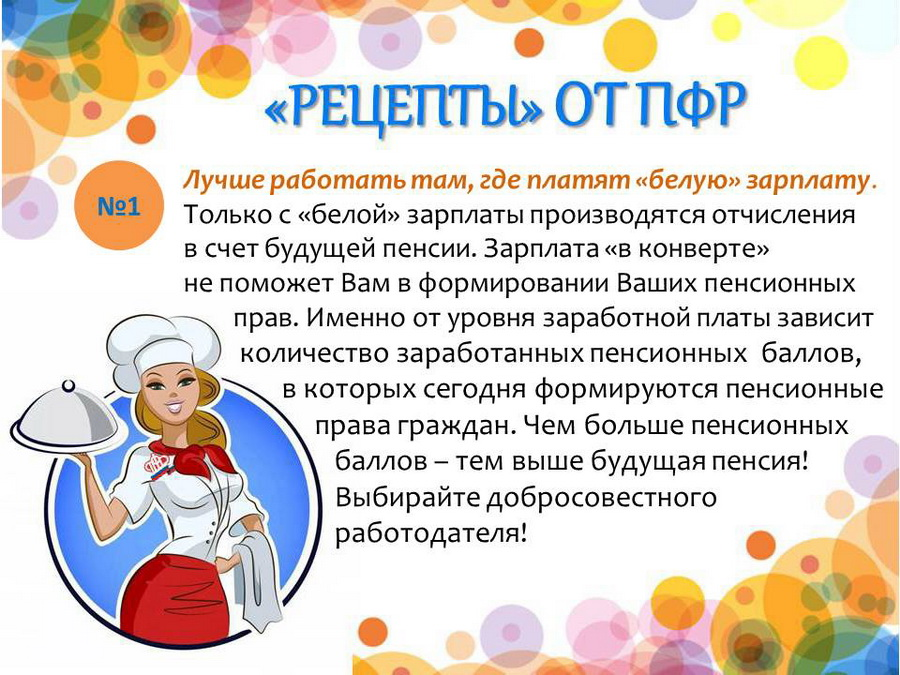 «РЕЦЕПТЫ» ОТ ПФР
№1
Лучше работать там, где платят «белую» зарплату.
Только с «белой» зарплаты производятся отчисления
в счет будущей пенсии. Зарплата «в конверте»
не поможет Вам в формировании Ваших пенсионных
прав. Именно от уровня заработной платы зависит
количество заработанных пенсионных баллов,
в которых сегодня формируются пенсионные
права граждан. Чем больше пенсионных
баллов – тем выше будущая пенсия!
Выбирайте добросовестного
работодателя!